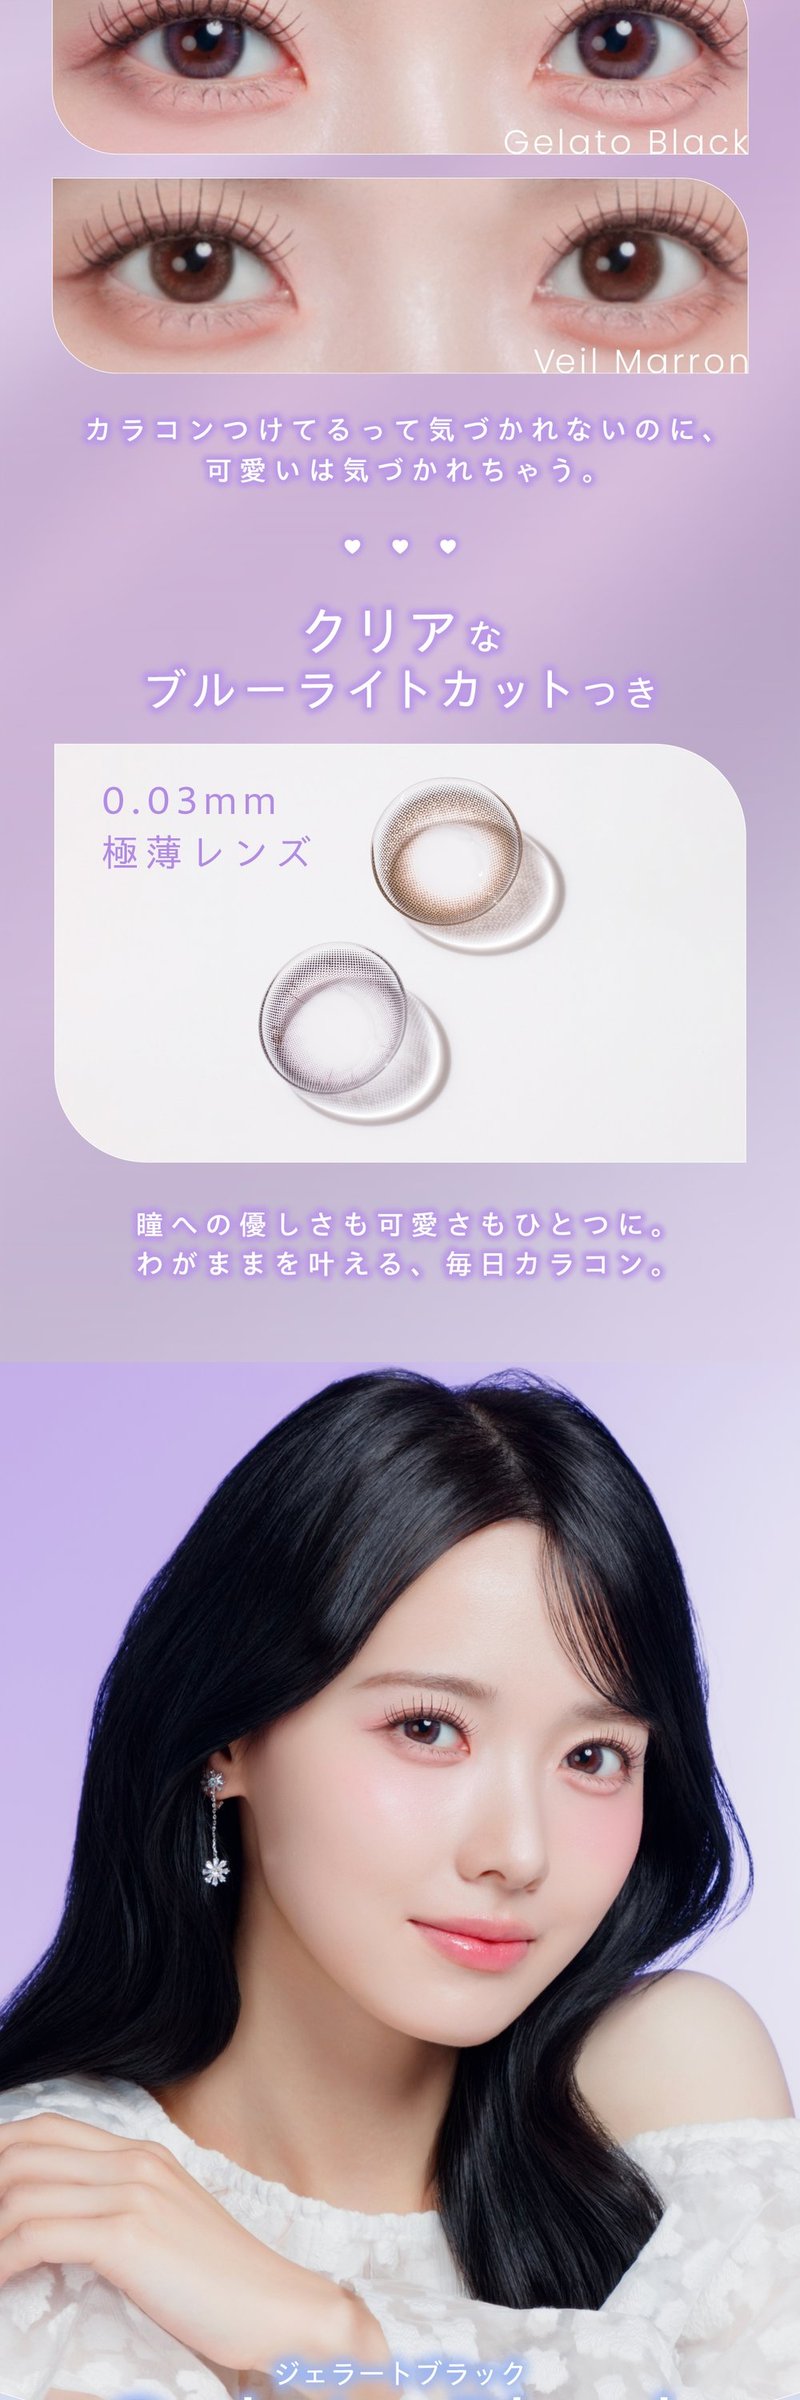 Gelato Black
Veil Marron
カラコンつけてるって気づかれないのに、
可愛いは気づかれちゃう。
クリアな
ブルーライトカットつき
0.03mm
極薄レンズ
瞳への優しさも可愛さもひとつに。
わがままを叶える、毎日カラコン。
ジェラートブラック